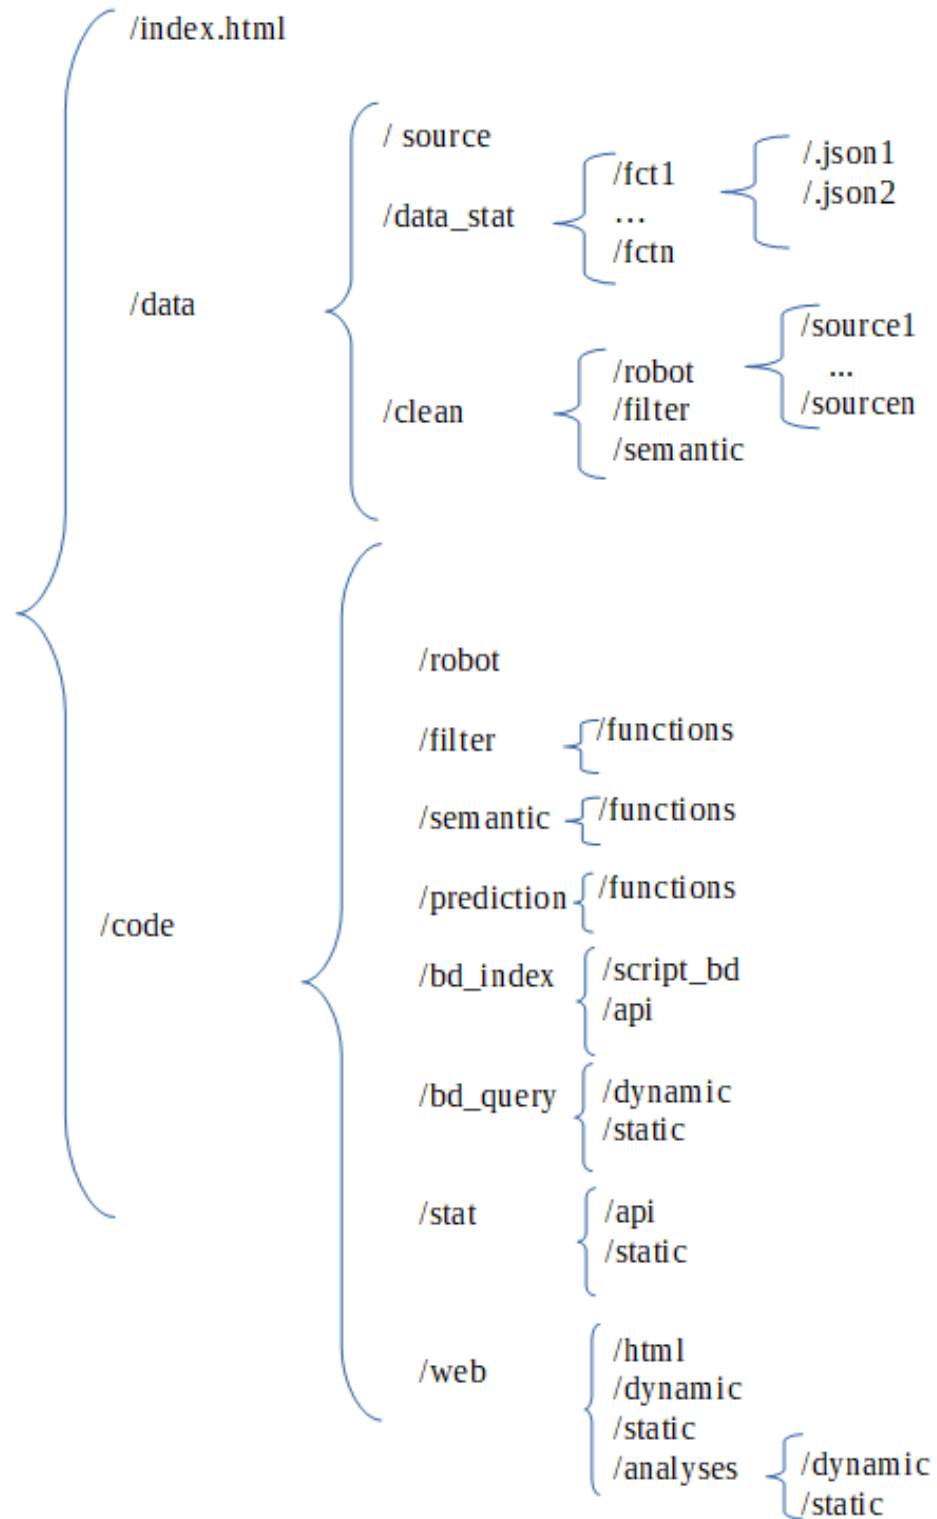 /index.html
/data
/ source
/data_stat
/fct1
...
/fctn
/.json1
/.json2
/clean
/robot
/filter
/semantic
/source1
...
/sourcen
/code
/robot
/filter
/functions
/semantic
/functions
/prediction
/functions
/bd_index
/script_bd
/api
/bd_query
/dynamic
/static
/stat
/api
/static
/web
/html
/dynamic
/static
/analyses
/dynamic
/static